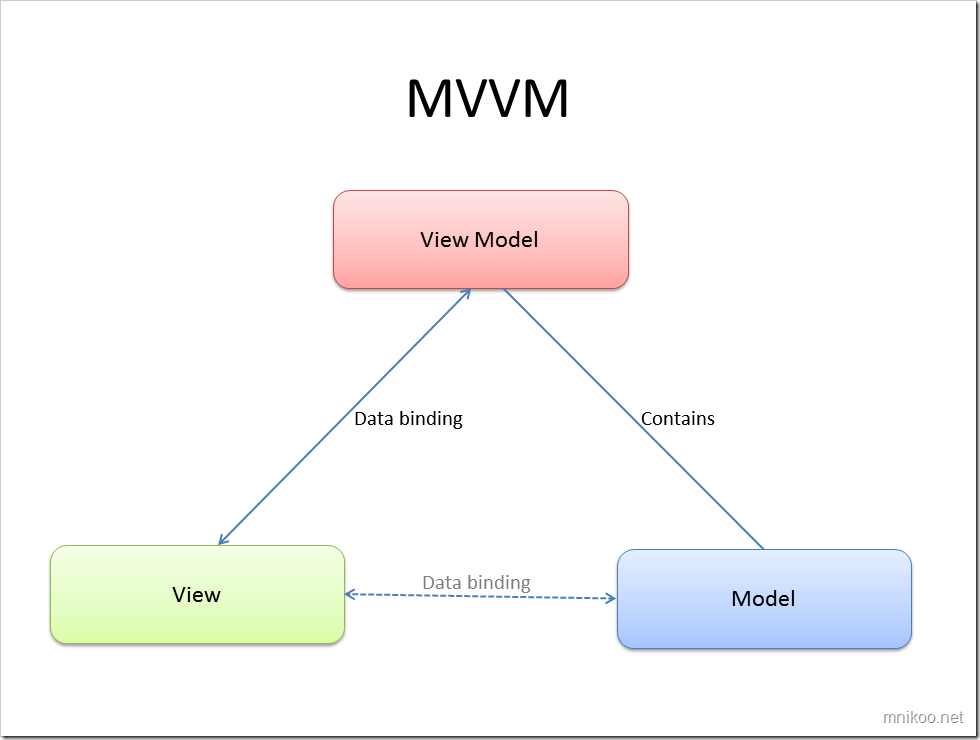 MVVM
View Model
Data binding
Contains
View
Data binding
Model
mnikoo.net